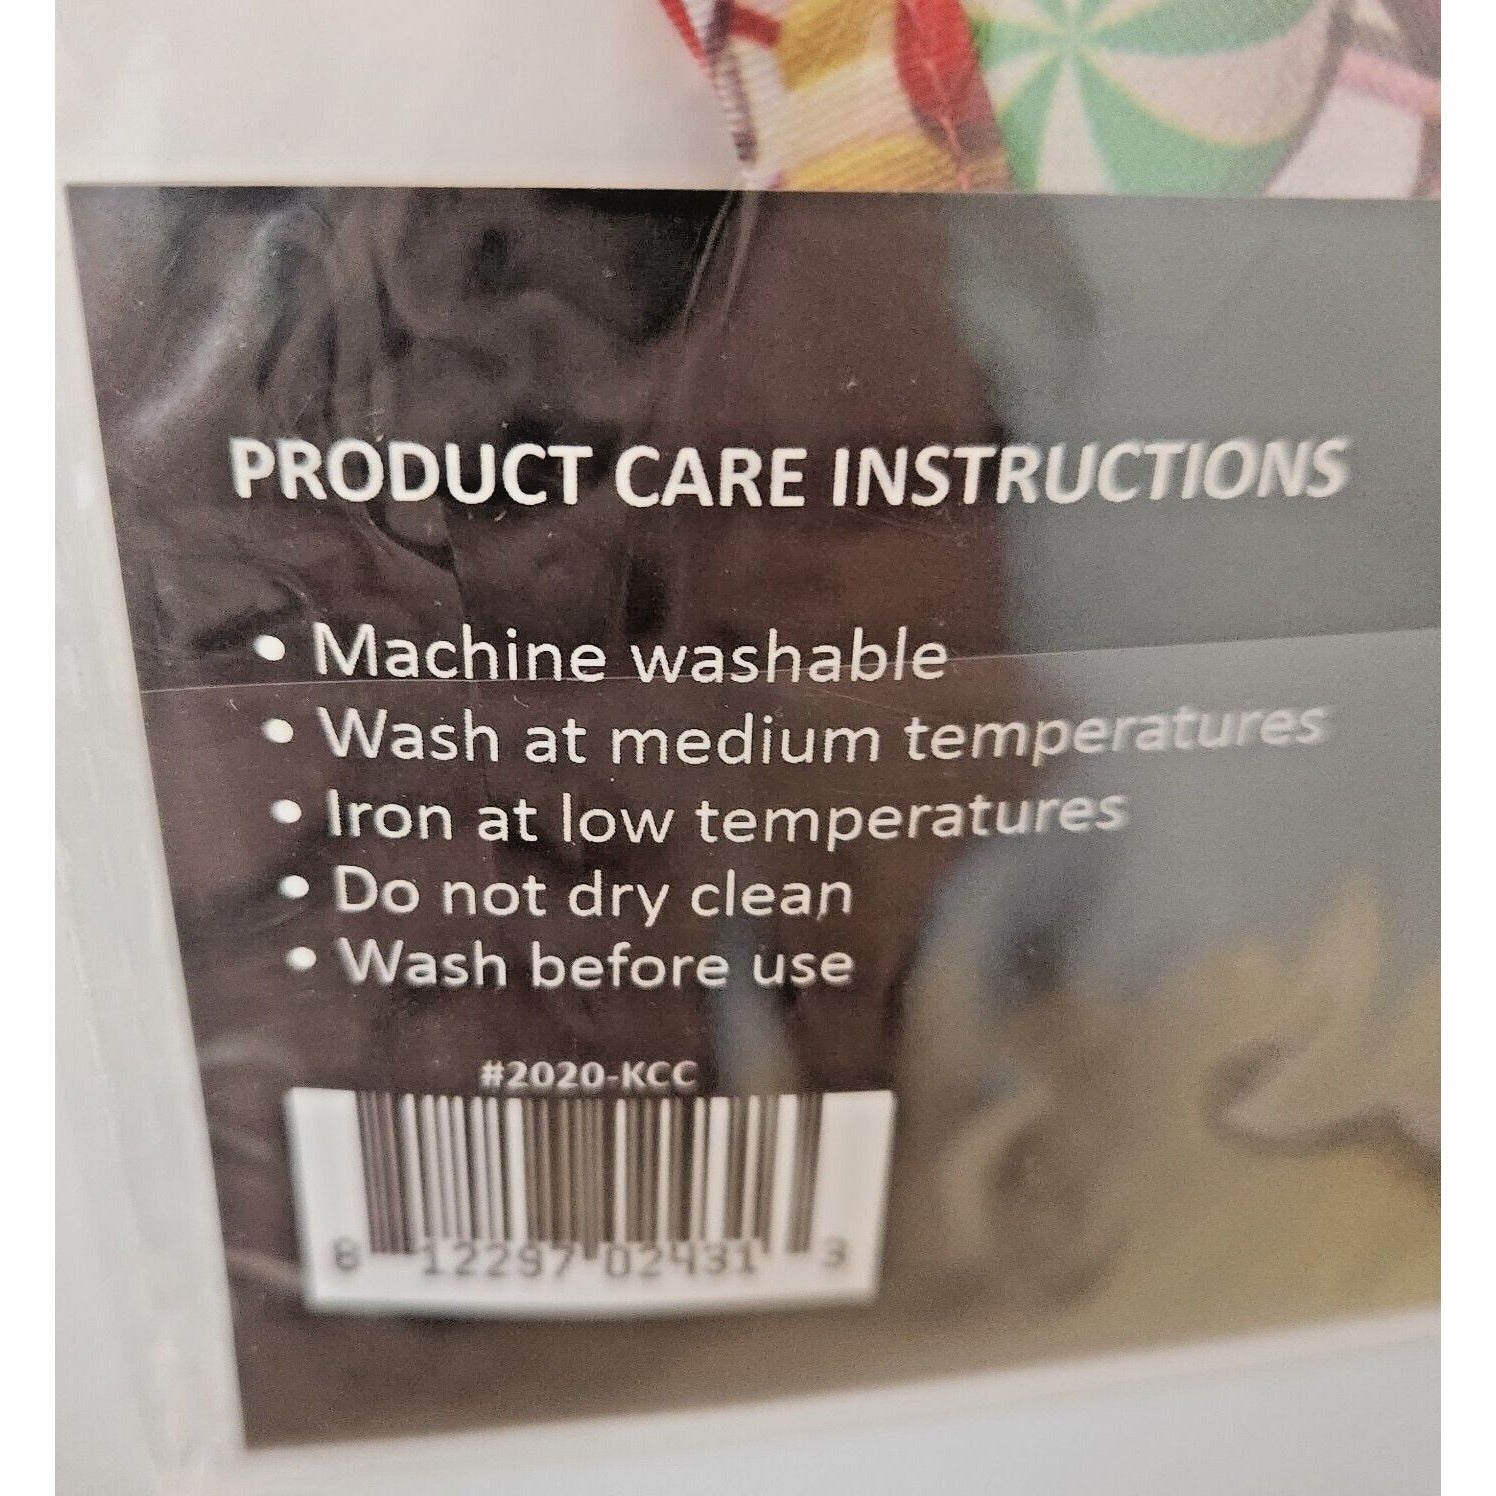 PRODUCT CARE INSTRUCTIONS
• Machine washable
• Wash at medium temperatures
• Iron at low temperatures
• Do not dry clean
• Wash before use
#2020-KCC
8 12297 02431 3